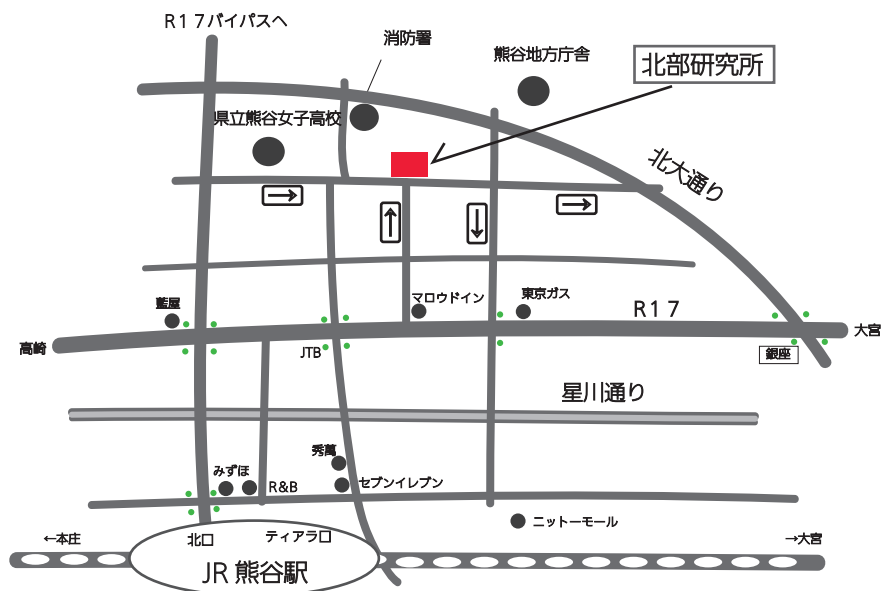 R17バイパスへ
消防署
熊谷地方庁舎
北部研究所
県立熊谷女子高校
北大通り
藍屋
マロウドイン
東京ガス
R17
高崎
JTB
大宮
銀座
星川通り
秀萬
みずほ
R&B
セブンイレブン
ニットーモール
←本庄
北口
ティアラ口
→大宮
JR 熊谷駅